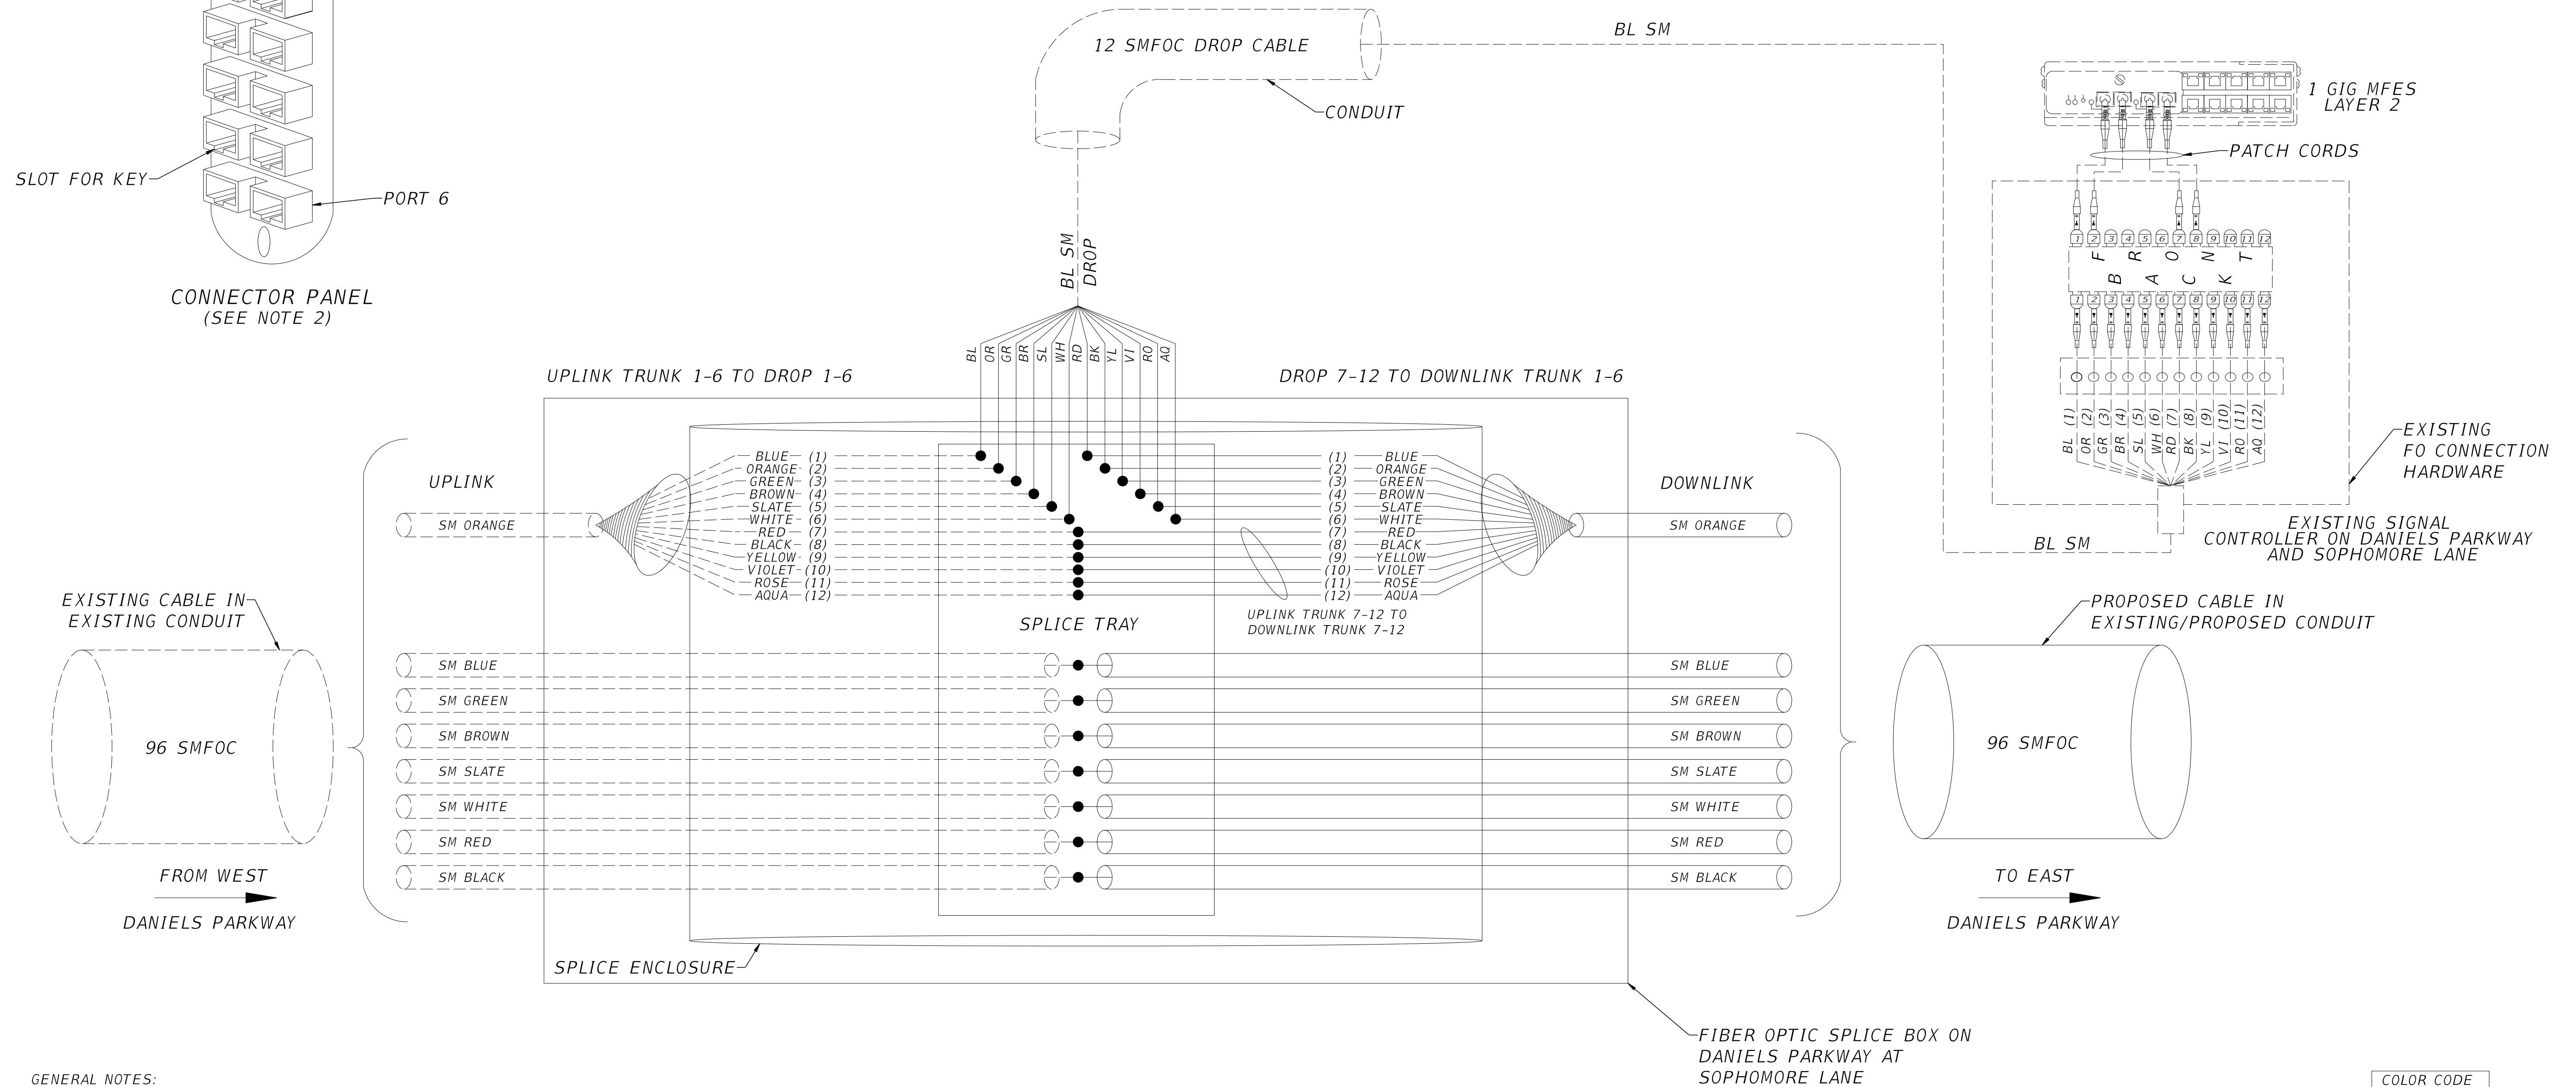 12 SMFOC DROP CABLE
BL SM
CONDUIT
1 GIG MFES
LAYER 2
PATCH CORDS
SLOT FOR KEY
PORT 6
CONNECTOR PANEL
(SEE NOTE 2)
BL SM
DROP
BL
OR
GR
BR
SL
WH
RD
BK
YL
VI
RO
AQ
1 2 3 4 5 6 7 8 9 10 11 12
F R O N T
B A C K
1 2 3 4 5 6 7 8 9 10 11 12
BL (1)
OR (2)
GR (3)
BR (4)
SL (5)
WH (6)
RD (7)
BK (8)
YL (9)
VI (10)
RO (11)
AQ (12)
EXISTING
FO CONNECTION
HARDWARE
EXISTING SIGNAL
CONTROLLER ON DANIELS PARKWAY
AND SOPHOMORE LANE
BL SM
UPLINK TRUNK 1-6 TO DROP 1-6
DROP 7-12 TO DOWNLINK TRUNK 1-6
UPLINK
SM ORANGE
BLUE (1)
ORANGE (2)
GREEN (3)
BROWN (4)
SLATE (5)
WHITE (6)
RED (7)
BLACK (8)
YELLOW (9)
VIOLET (10)
ROSE (11)
AQUA (12)
(1) BLUE
(2) ORANGE
(3) GREEN
(4) BROWN
(5) SLATE
(6) WHITE
(7) RED
(8) BLACK
(9) YELLOW
(10) VIOLET
(11) ROSE
(12) AQUA
DOWNLINK
SM ORANGE
SPLICE TRAY
UPLINK TRUNK 7-12 TO
DOWNLINK TRUNK 7-12
EXISTING CABLE IN
EXISTING CONDUIT
96 SMFOC
FROM WEST
DANIELS PARKWAY
SM BLUE
SM GREEN
SM BROWN
SM SLATE
SM WHITE
SM RED
SM BLACK
SM BLUE
SM GREEN
SM BROWN
SM SLATE
SM WHITE
SM RED
SM BLACK
PROPOSED CABLE IN
EXISTING/PROPOSED CONDUIT
96 SMFOC
TO EAST
DANIELS PARKWAY
SPLICE ENCLOSURE
FIBER OPTIC SPLICE BOX ON
DANIELS PARKWAY AT
SOPHOMORE LANE
GENERAL NOTES:
COLOR CODE